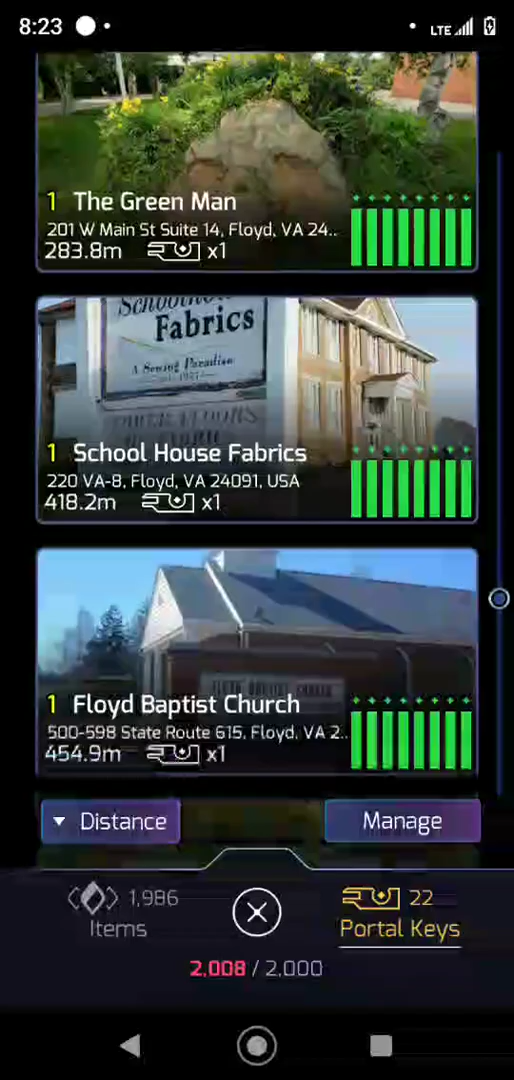 8:23
LTE
1 The Green Man
201 W Main St Suite 14, Floyd, VA 24..
283.8m x1
Fabrics
A Sewing Paradise
1 School House Fabrics
220 VA-8, Floyd, VA 24091, USA
418.2m x1
1 Floyd Baptist Church
500-598 State Route 615, Floyd, VA 2..
454.9m x1
Distance
Manage
1,986
Items
22
Portal Keys
2,008 / 2,000